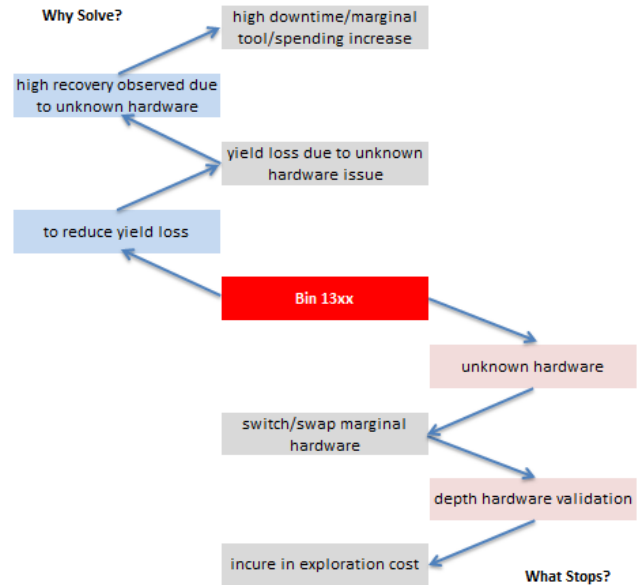 Why Solve?
high downtime/marginal
tool/spending increase
high recovery observed due
to unknown hardware
yield loss due to unknown
hardware issue
to reduce yield loss
Bin 13xx
unknown hardware
switch/swap marginal
hardware
depth hardware validation
incure in exploration cost
What Stops?